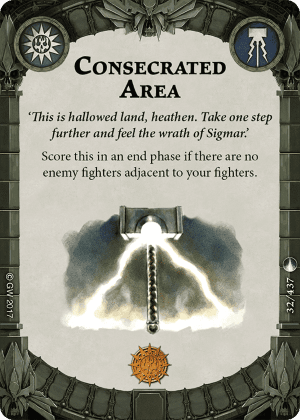 CONSECRATED
AREA
‘This is hallowed land, heathen. Take one step
further and feel the wrath of Sigmar.’
Score this in an end phase if there are no
enemy fighters adjacent to your fighters.
© GW 2017
32/437